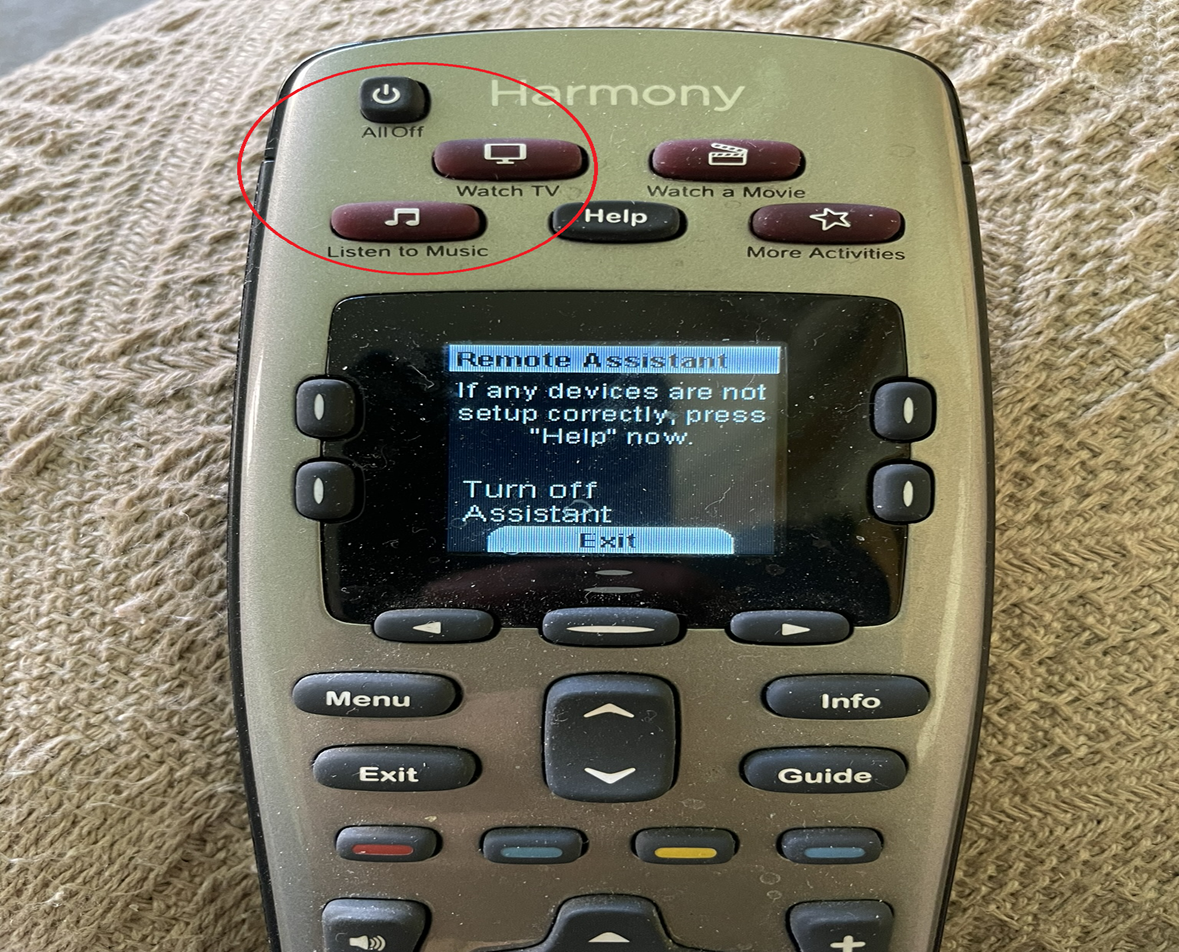 Harmony
All Off
Watch TV
Watch a Movie
Help
Listen to Music
More Activities
Remote Assistant
If any devices are not
setup correctly, press
"Help" now.
Turn off
Assistant
Exit
Menu
Info
Exit
Guide
+